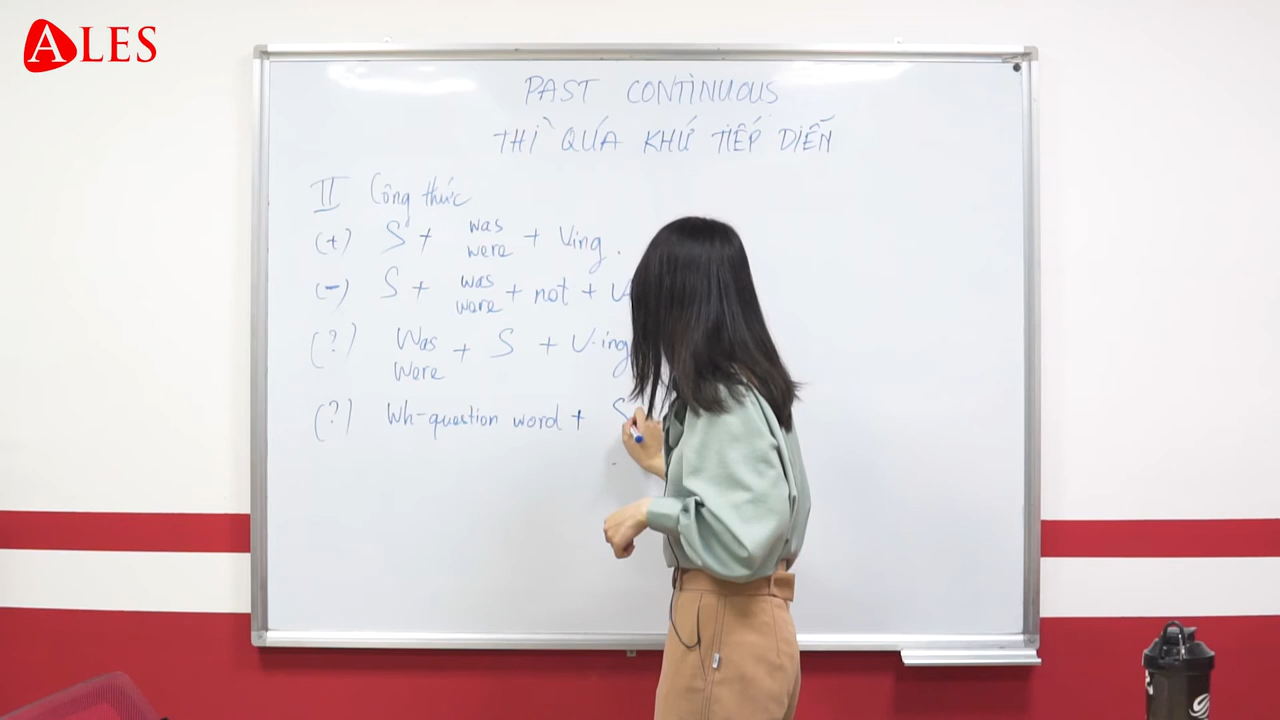 ALES
PAST CONTINUOUS
THÌ QUÁ KHỨ TIẾP DIỄN
II Công thức
(+) S + was were + Ving.
(-) S + was were + not + V
(?) Was Were + S + V-ing
(?) Wh-question word + S